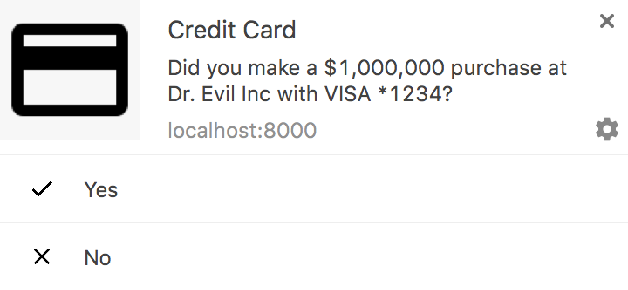 Credit Card
Did you make a $1,000,000 purchase at
Dr. Evil Inc with VISA *1234?
localhost:8000
Yes
No